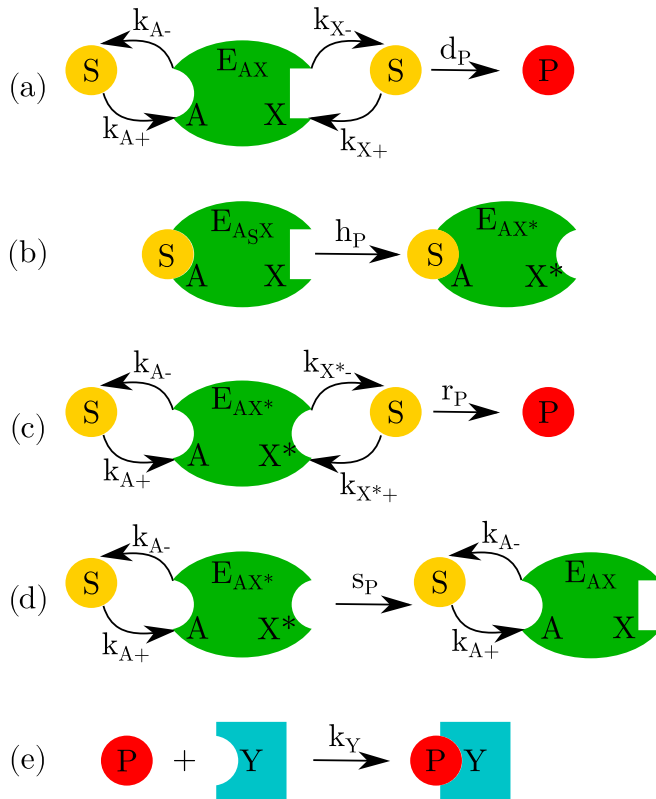 k_A- E_AX k_X- d_P
(a) S S P
A X
k_A+ k_X+
E_A_SX h_P E_AX*
(b) S S
A X A X*
k_A- E_AX* k_X*- r_P
(c) S S P
A X*
k_A+ k_X*+
k_A- E_AX* s_P k_A- E_AX
(d) S S
A X* A X
k_A+ k_A+
k_Y
(e) P + Y P Y